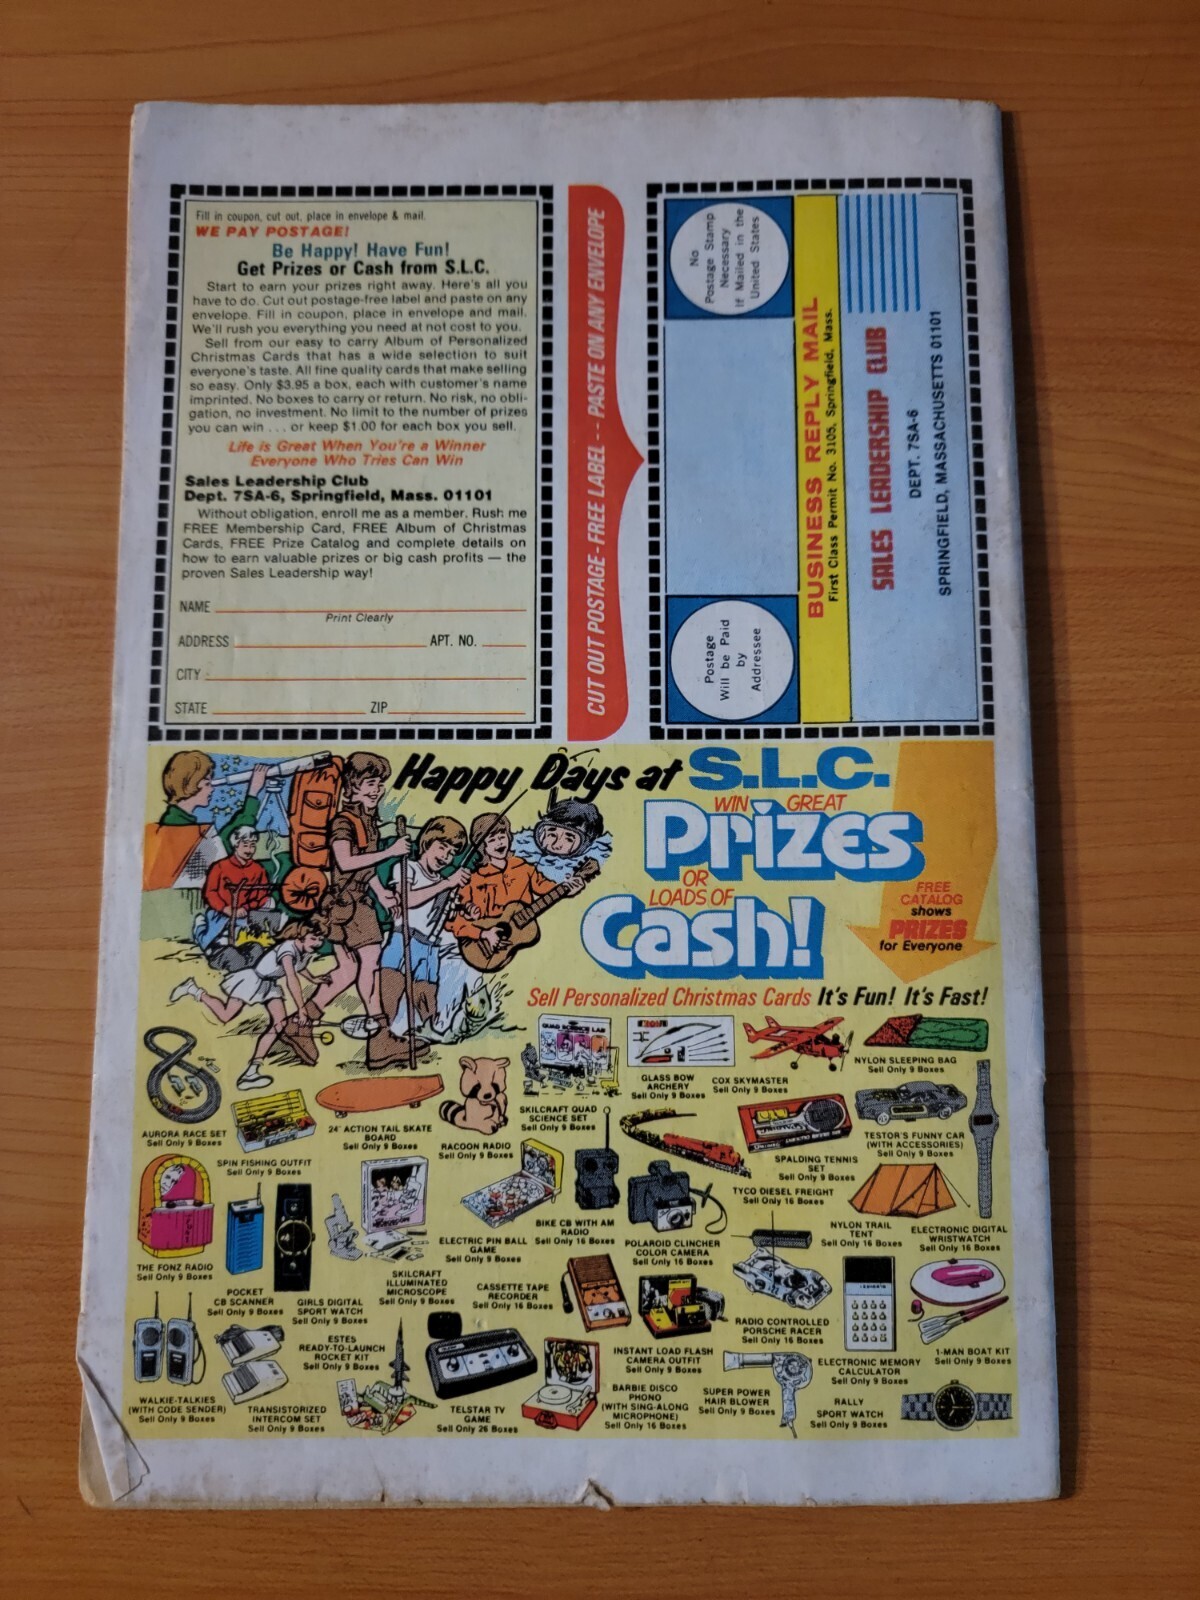 Fill in coupon, cut out, place in envelope & mail.
WE PAY POSTAGE!
Be Happy! Have Fun!
Get Prizes or Cash from S.L.C.
Start to earn your prizes right away. Here's all you
have to do. Cut out postage-free label and paste on any
envelope. Fill in coupon, place in envelope and mail.
We'll rush you everything you need at not cost to you.
Sell from our easy to carry Album of Personalized
Christmas Cards that has a wide selection to suit
everyone's taste. All fine quality cards that make selling
so easy. Only $3.95 a box, each with customer's name
imprinted. No boxes to carry or return. No risk, no obli-
gation, no investment. No limit to the number of prizes
you can win . . . or keep $1.00 for each box you sell.
Life is Great When You're a Winner
Everyone Who Tries Can Win
Sales Leadership Club
Dept. 7SA-6, Springfield, Mass. 01101
Without obligation, enroll me as a member. Rush me
FREE Membership Card, FREE Album of Christmas
Cards, FREE Prize Catalog and complete details on
how to earn valuable prizes or big cash profits — the
proven Sales Leadership way!
NAME
Print Clearly
ADDRESS APT. NO.
CITY
STATE ZIP
CUT OUT POSTAGE-FREE LABEL -- PASTE ON ANY ENVELOPE
No
Postage Stamp
Necessary
If Mailed in the
United States
Postage
Will be Paid
by
Addressee
BUSINESS REPLY MAIL
First Class Permit No. 3105, Springfield, Mass.
SALES LEADERSHIP CLUB
DEPT. 7SA-6
SPRINGFIELD, MASSACHUSETTS 01101
Happy Days at S.L.C.
WIN GREAT
Prizes
OR
LOADS OF
Cash!
FREE
CATALOG
shows
PRIZES
for Everyone
Sell Personalized Christmas Cards It's Fun! It's Fast!
AURORA RACE SET
Sell Only 9 Boxes
24" ACTION TAIL SKATE
BOARD
Sell Only 9 Boxes
RACOON RADIO
Sell Only 9 Boxes
QUAD SCIENCE LAB
SKILCRAFT QUAD
SCIENCE SET
Sell Only 9 Boxes
GLASS BOW
ARCHERY
Sell Only 9 Boxes
COX SKYMASTER
Sell Only 9 Boxes
NYLON SLEEPING BAG
Sell Only 9 Boxes
SPIN FISHING OUTFIT
Sell Only 9 Boxes
SPALDING TENNIS
SET
Sell Only 9 Boxes
TESTOR'S FUNNY CAR
(WITH ACCESSORIES)
Sell Only 9 Boxes
TYCO DIESEL FREIGHT
Sell Only 16 Boxes
THE FONZ RADIO
Sell Only 9 Boxes
POCKET
CB SCANNER
Sell Only 9 Boxes
GIRLS DIGITAL
SPORT WATCH
Sell Only 9 Boxes
SKILCRAFT
ILLUMINATED
MICROSCOPE
Sell Only 9 Boxes
ELECTRIC PIN BALL
GAME
Sell Only 9 Boxes
BIKE CB WITH AM
RADIO
Sell Only 16 Boxes
POLAROID CLINCHER
COLOR CAMERA
Sell Only 16 Boxes
NYLON TRAIL
TENT
Sell Only 16 Boxes
ELECTRONIC DIGITAL
WRISTWATCH
Sell Only 16 Boxes
CASSETTE TAPE
RECORDER
Sell Only 16 Boxes
RADIO CONTROLLED
PORSCHE RACER
Sell Only 16 Boxes
1-MAN BOAT KIT
Sell Only 9 Boxes
ESTES
READY-TO-LAUNCH
ROCKET KIT
Sell Only 9 Boxes
INSTANT LOAD FLASH
CAMERA OUTFIT
Sell Only 9 Boxes
ELECTRONIC MEMORY
CALCULATOR
Sell Only 9 Boxes
WALKIE-TALKIES
(WITH CODE SENDER)
Sell Only 9 Boxes
TRANSISTORIZED
INTERCOM SET
Sell Only 9 Boxes
TELSTAR TV
GAME
Sell Only 26 Boxes
BARBIE DISCO
PHONO
(WITH SING-ALONG
MICROPHONE)
Sell Only 16 Boxes
SUPER POWER
HAIR BLOWER
Sell Only 9 Boxes
RALLY
SPORT WATCH
Sell Only 9 Boxes